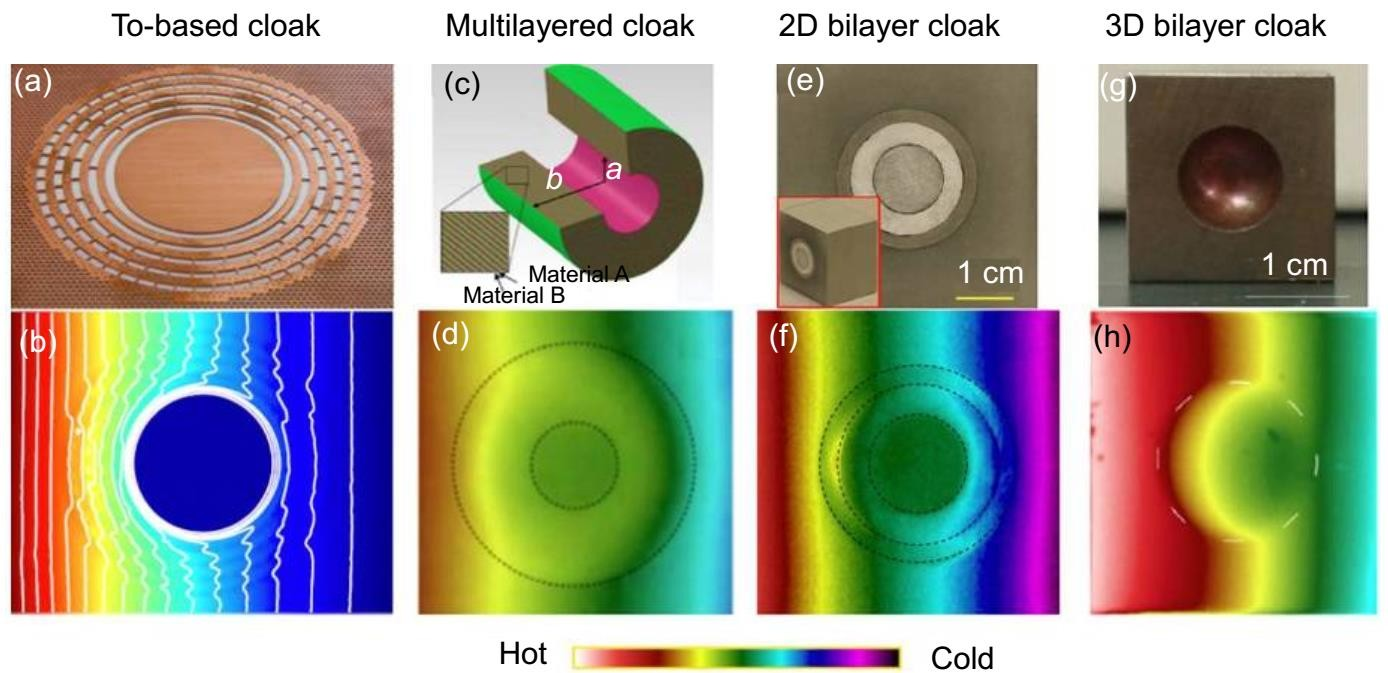 To-based cloak
Multilayered cloak
2D bilayer cloak
3D bilayer cloak
(a)
(c)
a
b
Material A
Material B
(e)
1 cm
(g)
1 cm
(b)
(d)
(f)
(h)
Hot
Cold